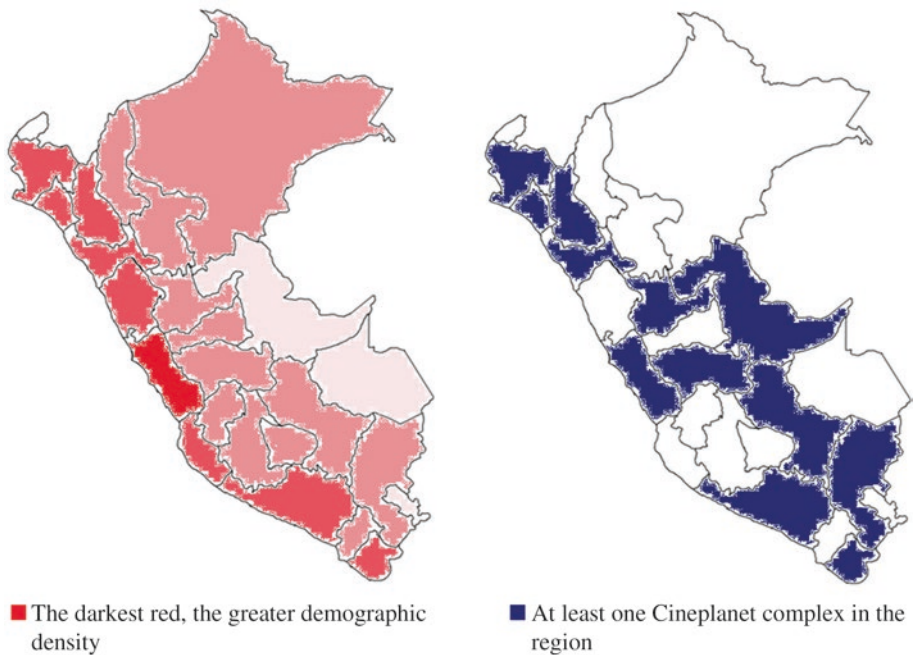 The darkest red, the greater demographic
density
At least one Cineplanet complex in the
region